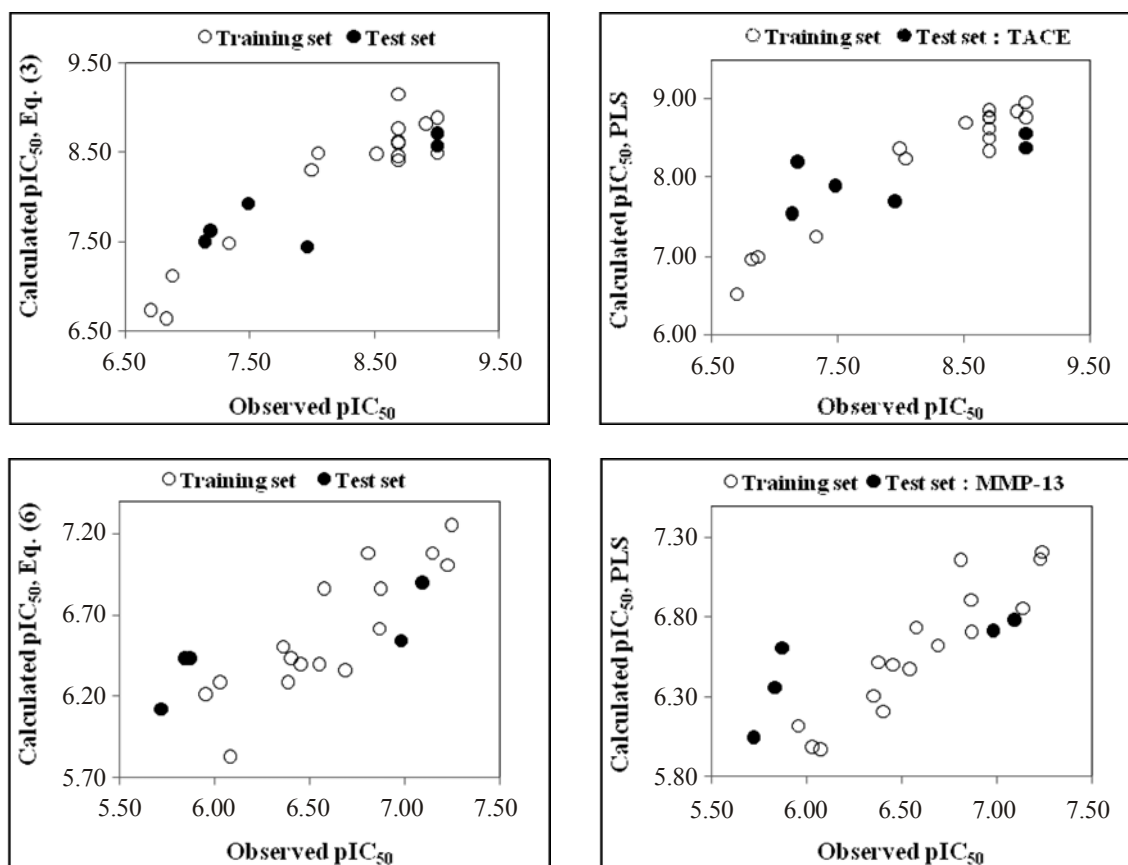 ○ Training set ● Test set
Calculated pIC50, Eq. (3)
9.50
8.50
7.50
6.50
6.50 7.50 8.50 9.50
Observed pIC50
○ Training set ● Test set : TACE
Calculated pIC50, PLS
9.00
8.00
7.00
6.00
6.50 7.50 8.50 9.50
Observed pIC50
○ Training set ● Test set
Calculated pIC50, Eq. (6)
7.20
6.70
6.20
5.70
5.50 6.00 6.50 7.00 7.50
Observed pIC50
○ Training set ● Test set : MMP-13
Calculated pIC50, PLS
7.30
6.80
6.30
5.80
5.50 6.00 6.50 7.00 7.50
Observed pIC50